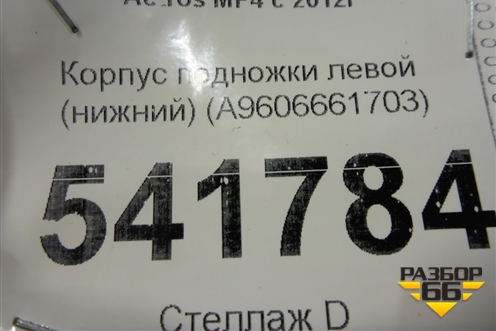 Actros MP4 с 2012г
Корпус подножки левой
(нижний) (A9606661703)
541784
Стеллаж D
РАЗБОР
66